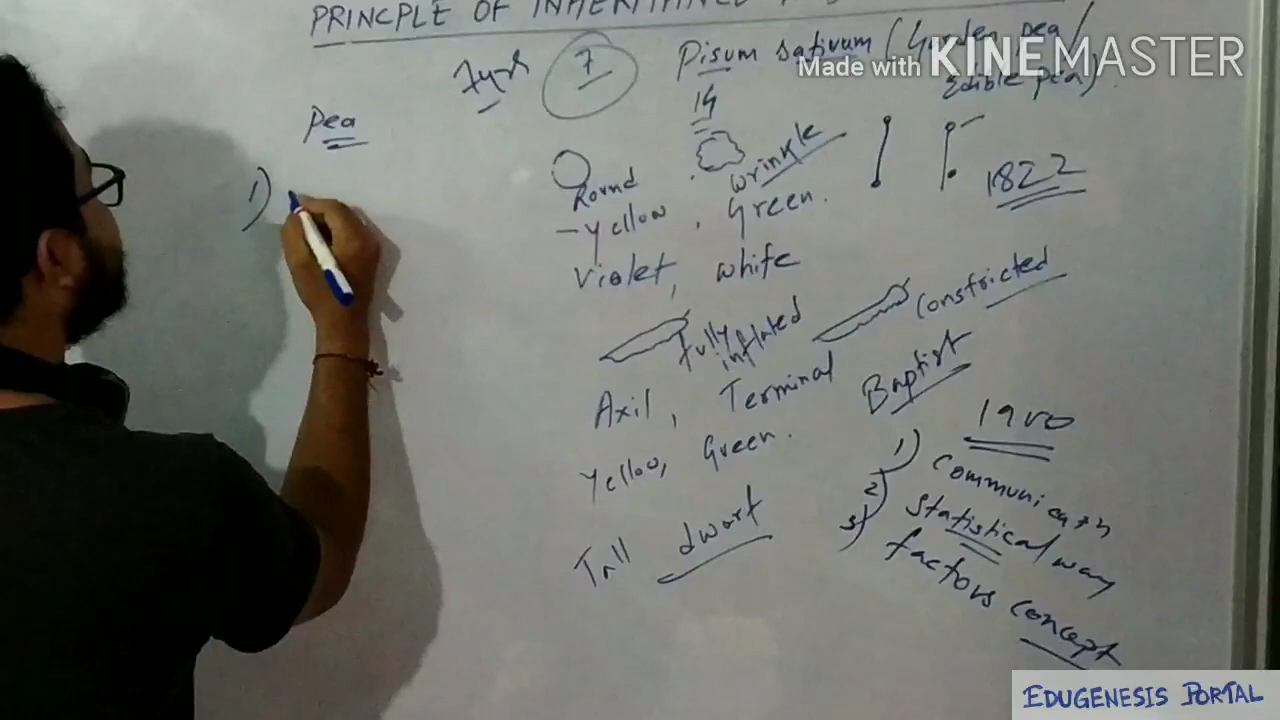 PRINCPLE OF INHERITANCE
7 Pisum sativum (Garden pea/
Edible pea).
14
Made with KINEMASTER
Pea
1)
Round , wrinkle
- Yellow , Green.
Violet, white
1822
fully inflated
constricted
Axil, Terminal
Yellow, Green.
Tall dwarf
Baptist
1900
1) communicatn
2) statistical way
3) factors concept
EDUGENESIS PORTAL